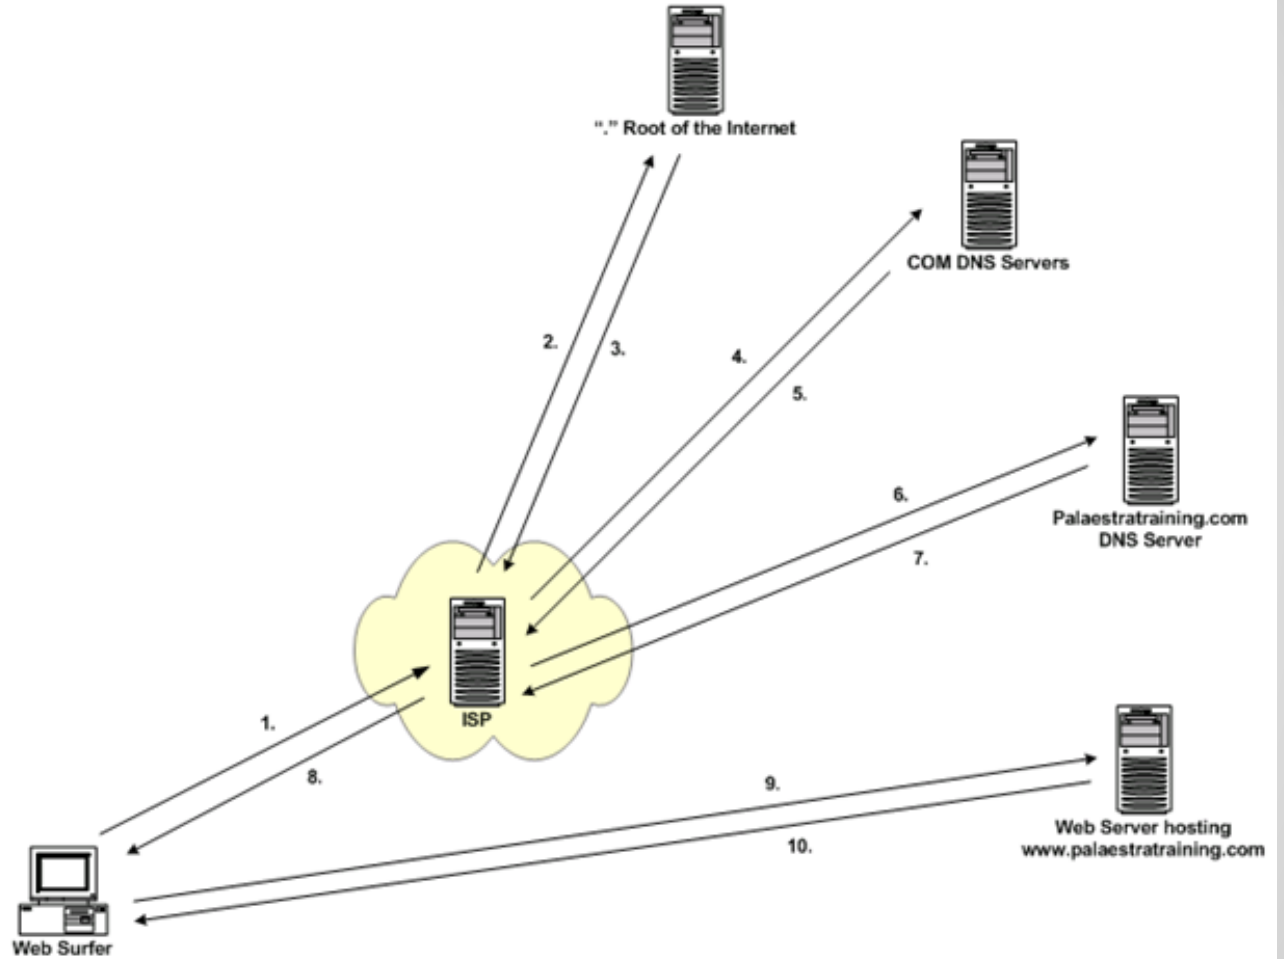 “.” Root of the Internet
COM DNS Servers
2.
3.
4.
5.
6.
Palaestratraining.com
DNS Server
7.
ISP
1.
8.
9.
Web Server hosting
www.palaestratraining.com
10.
Web Surfer